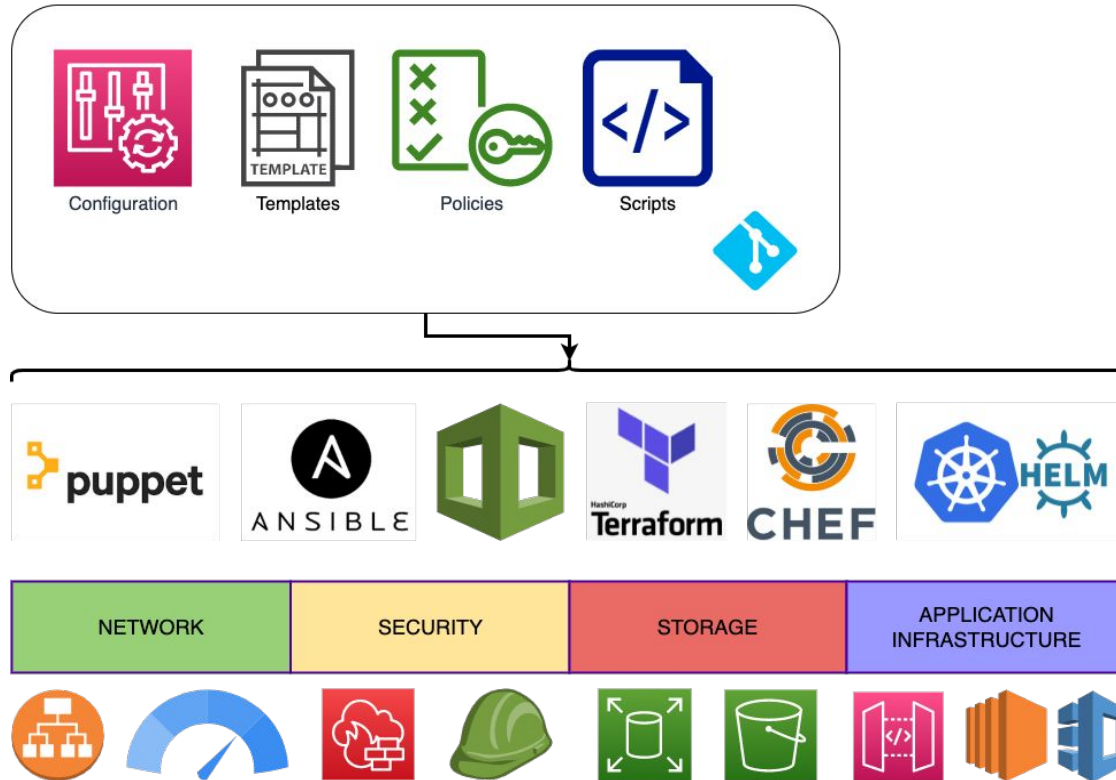 TEMPLATE
Configuration
Templates
Policies
Scripts
puppet
ANSIBLE
HashiCorp
Terraform
CHEF
HELM
NETWORK
SECURITY
STORAGE
APPLICATION
INFRASTRUCTURE